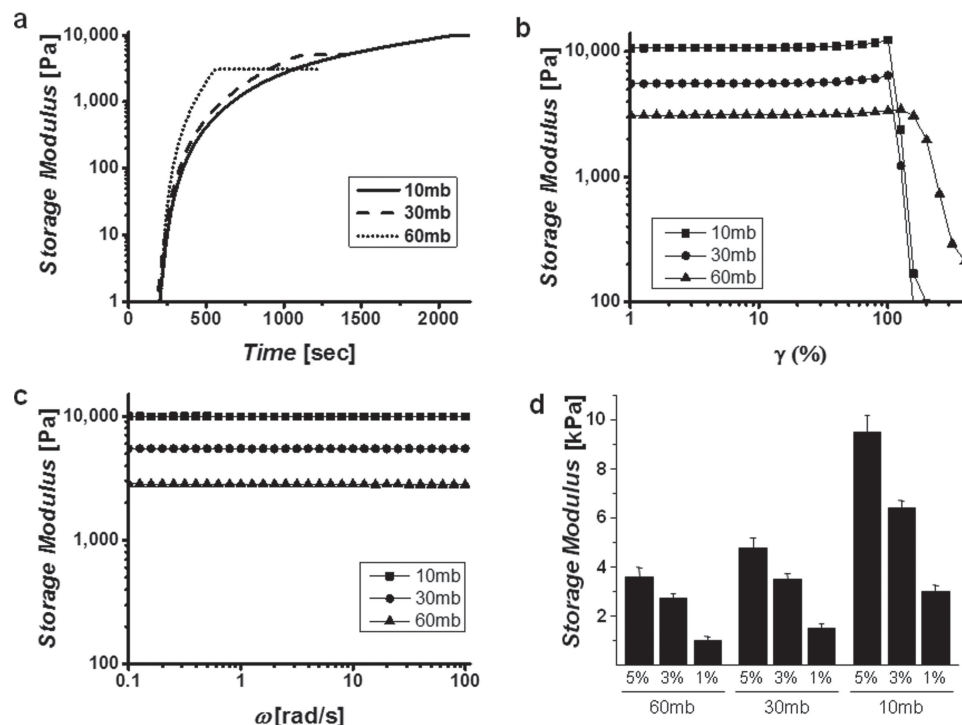 a
Storage Modulus [Pa]
10,000
1,000
100
10
1
0 500 1000 1500 2000
Time [sec]
10mb
30mb
60mb
b
Storage Modulus [Pa]
10,000
1,000
100
1 10 100
γ (%)
10mb
30mb
60mb
c
Storage Modulus [Pa]
10,000
1,000
100
0.1 1 10 100
ω [rad/s]
10mb
30mb
60mb
d
Storage Modulus [kPa]
10
8
6
4
2
5% 3% 1% 5% 3% 1% 5% 3% 1%
60mb 30mb 10mb